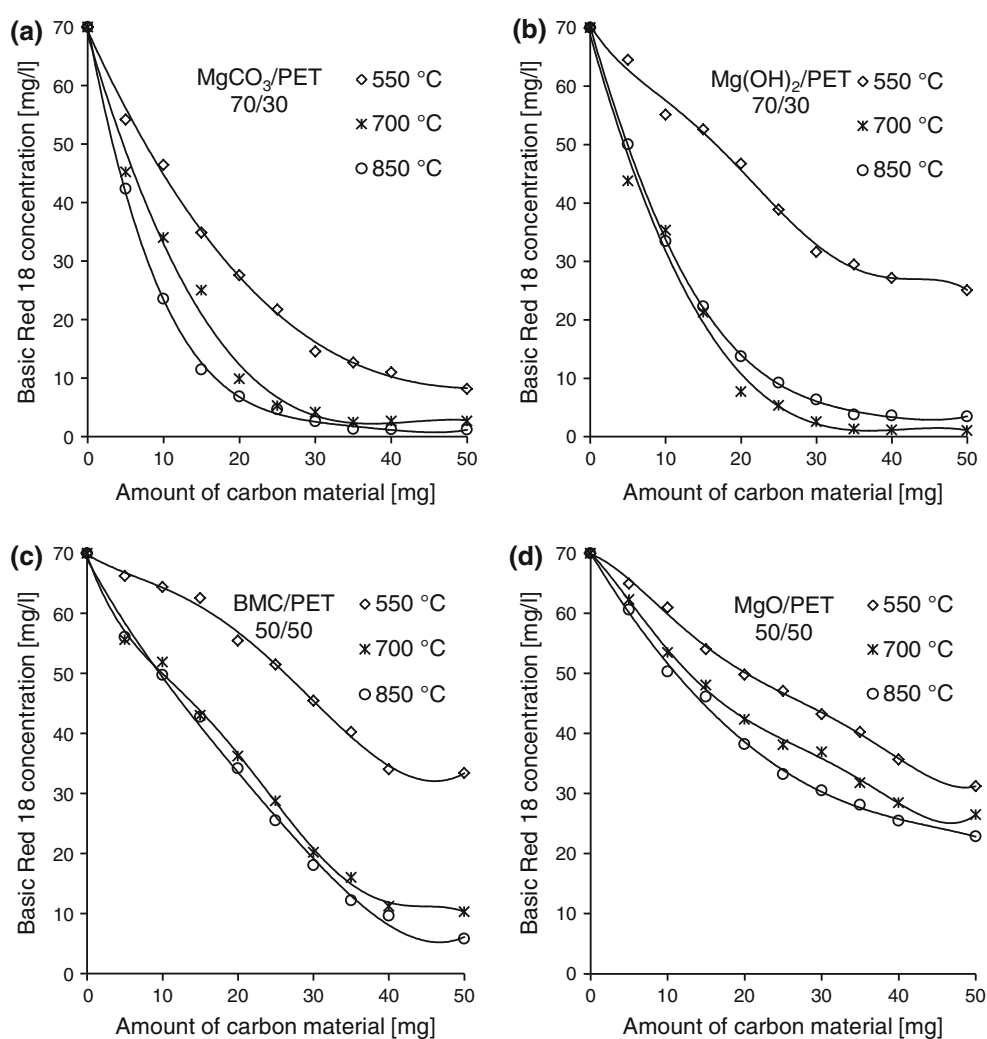 (a)
Basic Red 18 concentration [mg/l]
70
60
50
40
30
20
10
0
MgCO₃/PET
70/30
550 °C
700 °C
850 °C
0 10 20 30 40 50
Amount of carbon material [mg]
(b)
Basic Red 18 concentration [mg/l]
70
60
50
40
30
20
10
0
Mg(OH)₂/PET
70/30
550 °C
700 °C
850 °C
0 10 20 30 40 50
Amount of carbon material [mg]
(c)
Basic Red 18 concentration [mg/l]
70
60
50
40
30
20
10
0
BMC/PET
50/50
550 °C
700 °C
850 °C
0 10 20 30 40 50
Amount of carbon material [mg]
(d)
Basic Red 18 concentration [mg/l]
70
60
50
40
30
20
10
0
MgO/PET
50/50
550 °C
700 °C
850 °C
0 10 20 30 40 50
Amount of carbon material [mg]